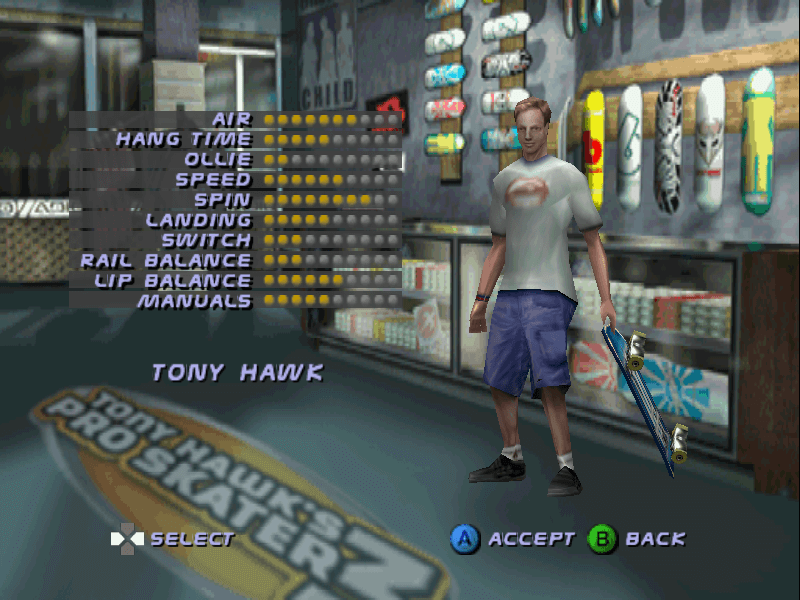 CHILD
AIR
HANG TIME
OLLIE
SPEED
SPIN
LANDING
SWITCH
RAIL BALANCE
LIP BALANCE
MANUALS
TONY HAWK
TONY HAWK'S
PRO SKATER 2
SELECT
A ACCEPT B BACK